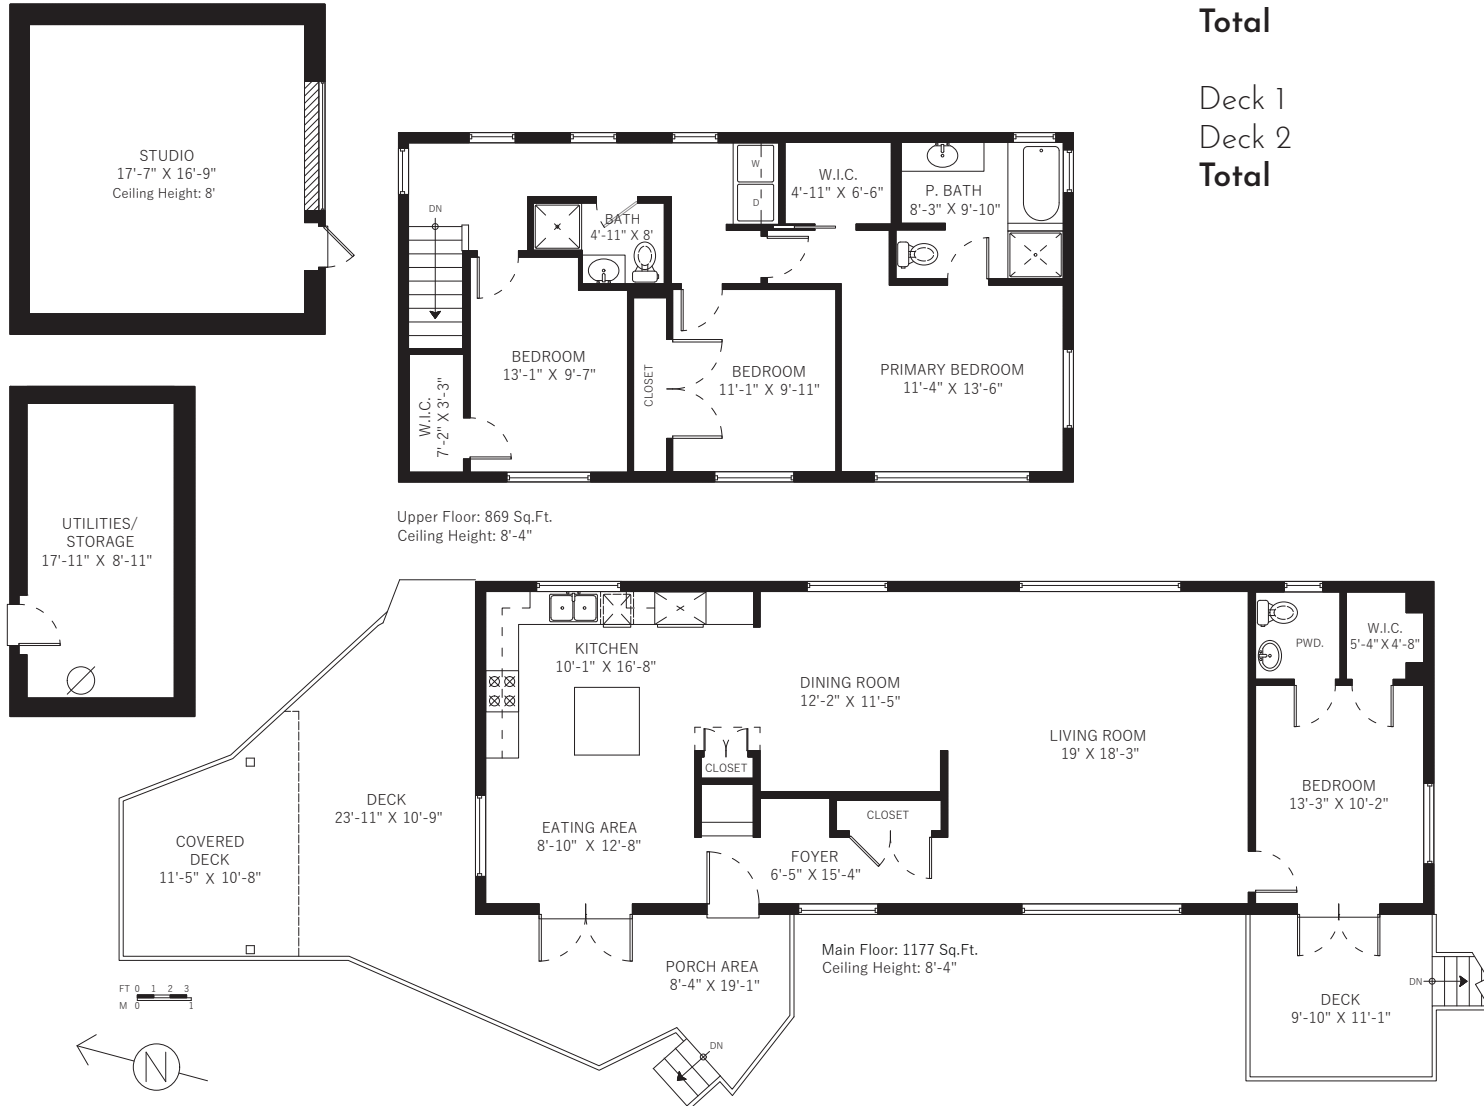 Total
Deck 1
Deck 2
Total
STUDIO
17'-7" X 16'-9"
Ceiling Height: 8'
DN
W
D
W.I.C.
4'-11" X 6'-6"
P. BATH
8'-3" X 9'-10"
BATH
4'-11" X 8'
BEDROOM
13'-1" X 9'-7"
W.I.C.
7'-2" X 3'-3"
CLOSET
BEDROOM
11'-1" X 9'-11"
PRIMARY BEDROOM
11'-4" X 13'-6"
Upper Floor: 869 Sq.Ft.
Ceiling Height: 8'-4"
UTILITIES/
STORAGE
17'-11" X 8'-11"
KITCHEN
10'-1" X 16'-8"
DINING ROOM
12'-2" X 11'-5"
LIVING ROOM
19' X 18'-3"
PWD.
W.I.C.
5'-4" X 4'-8"
CLOSET
BEDROOM
13'-3" X 10'-2"
DECK
23'-11" X 10'-9"
COVERED
DECK
11'-5" X 10'-8"
EATING AREA
8'-10" X 12'-8"
CLOSET
FOYER
6'-5" X 15'-4"
Main Floor: 1177 Sq.Ft.
Ceiling Height: 8'-4"
PORCH AREA
8'-4" X 19'-1"
DN
DN
DECK
9'-10" X 11'-1"
FT 0 1 2 3
M 0 1
N